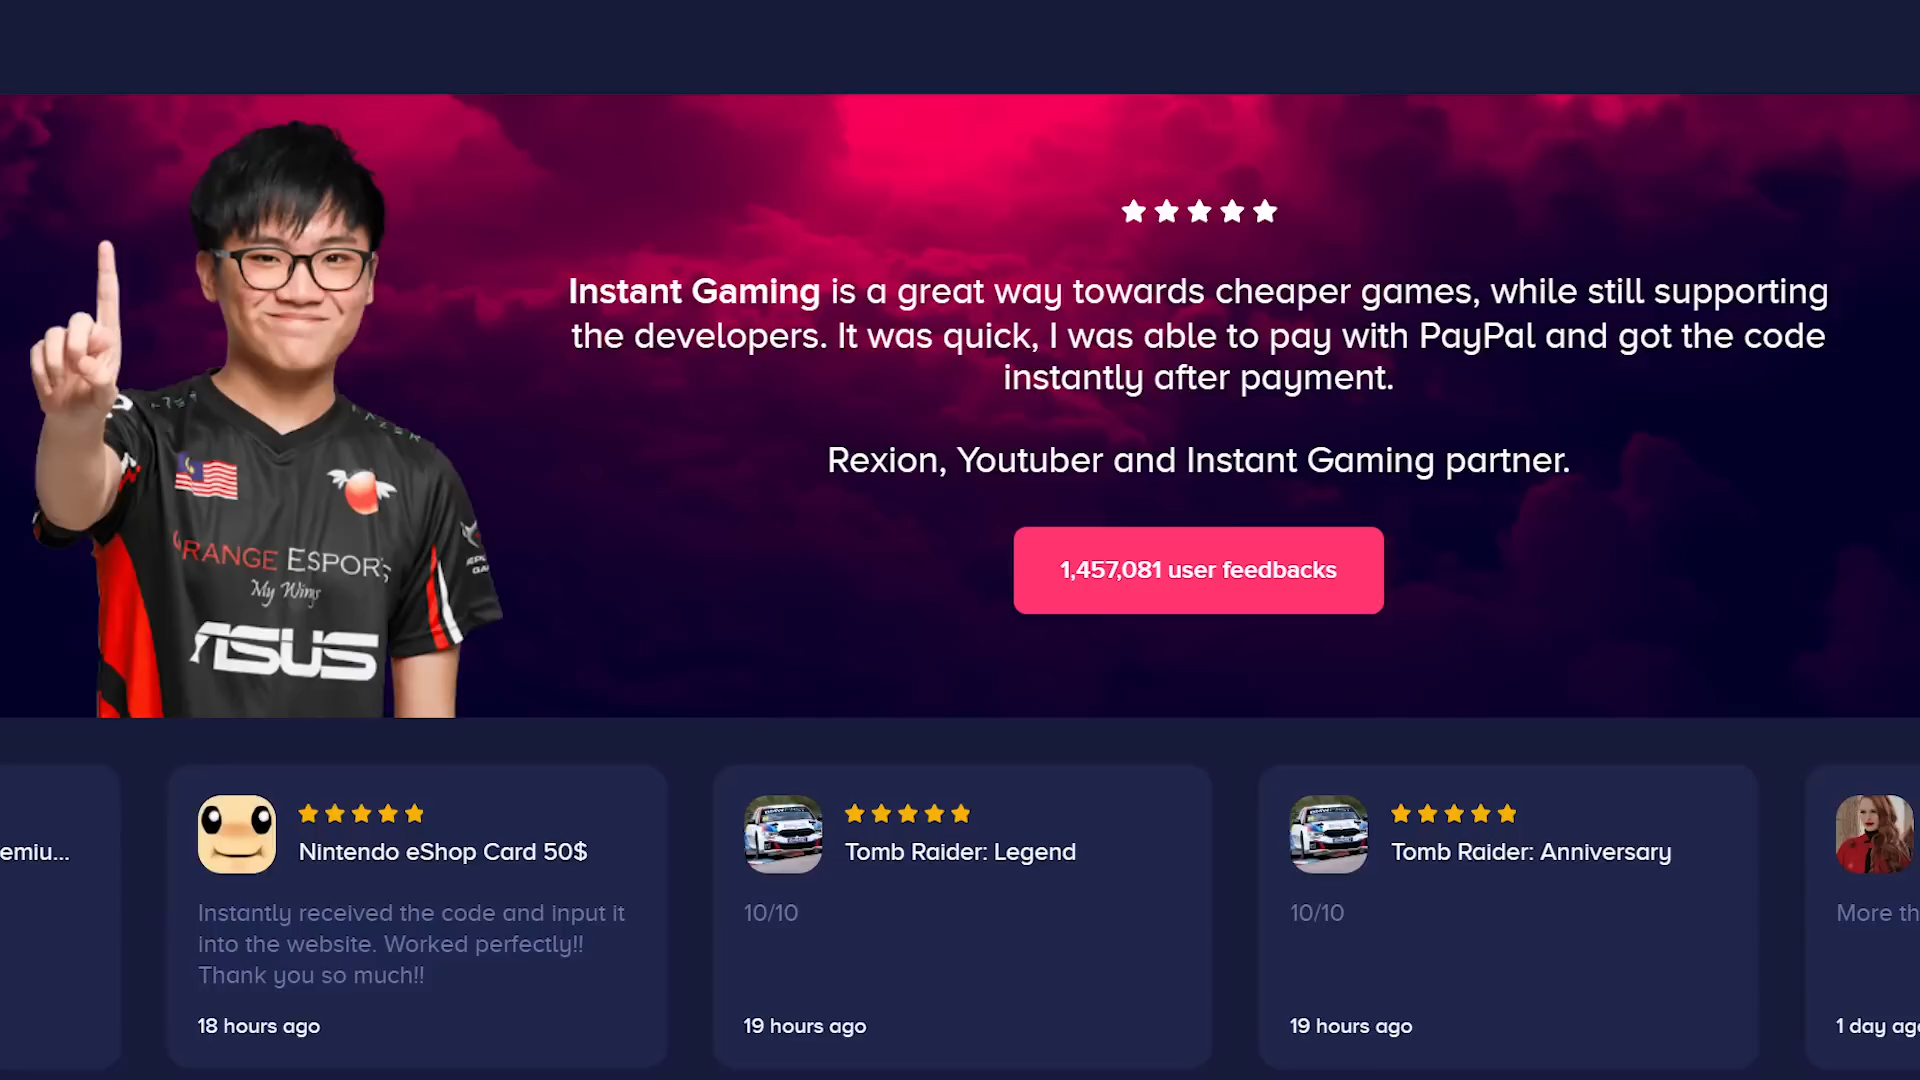 Instant Gaming is a great way towards cheaper games, while still supporting
the developers. It was quick, I was able to pay with PayPal and got the code
instantly after payment.
Rexion, Youtuber and Instant Gaming partner.
1,457,081 user feedbacks
RANGE ESPORTS
My Wings
ASUS
emiu...
Nintendo eShop Card 50$
Instantly received the code and input it
into the website. Worked perfectly!!
Thank you so much!!
18 hours ago
Tomb Raider: Legend
10/10
19 hours ago
Tomb Raider: Anniversary
10/10
19 hours ago
More th
1 day ag